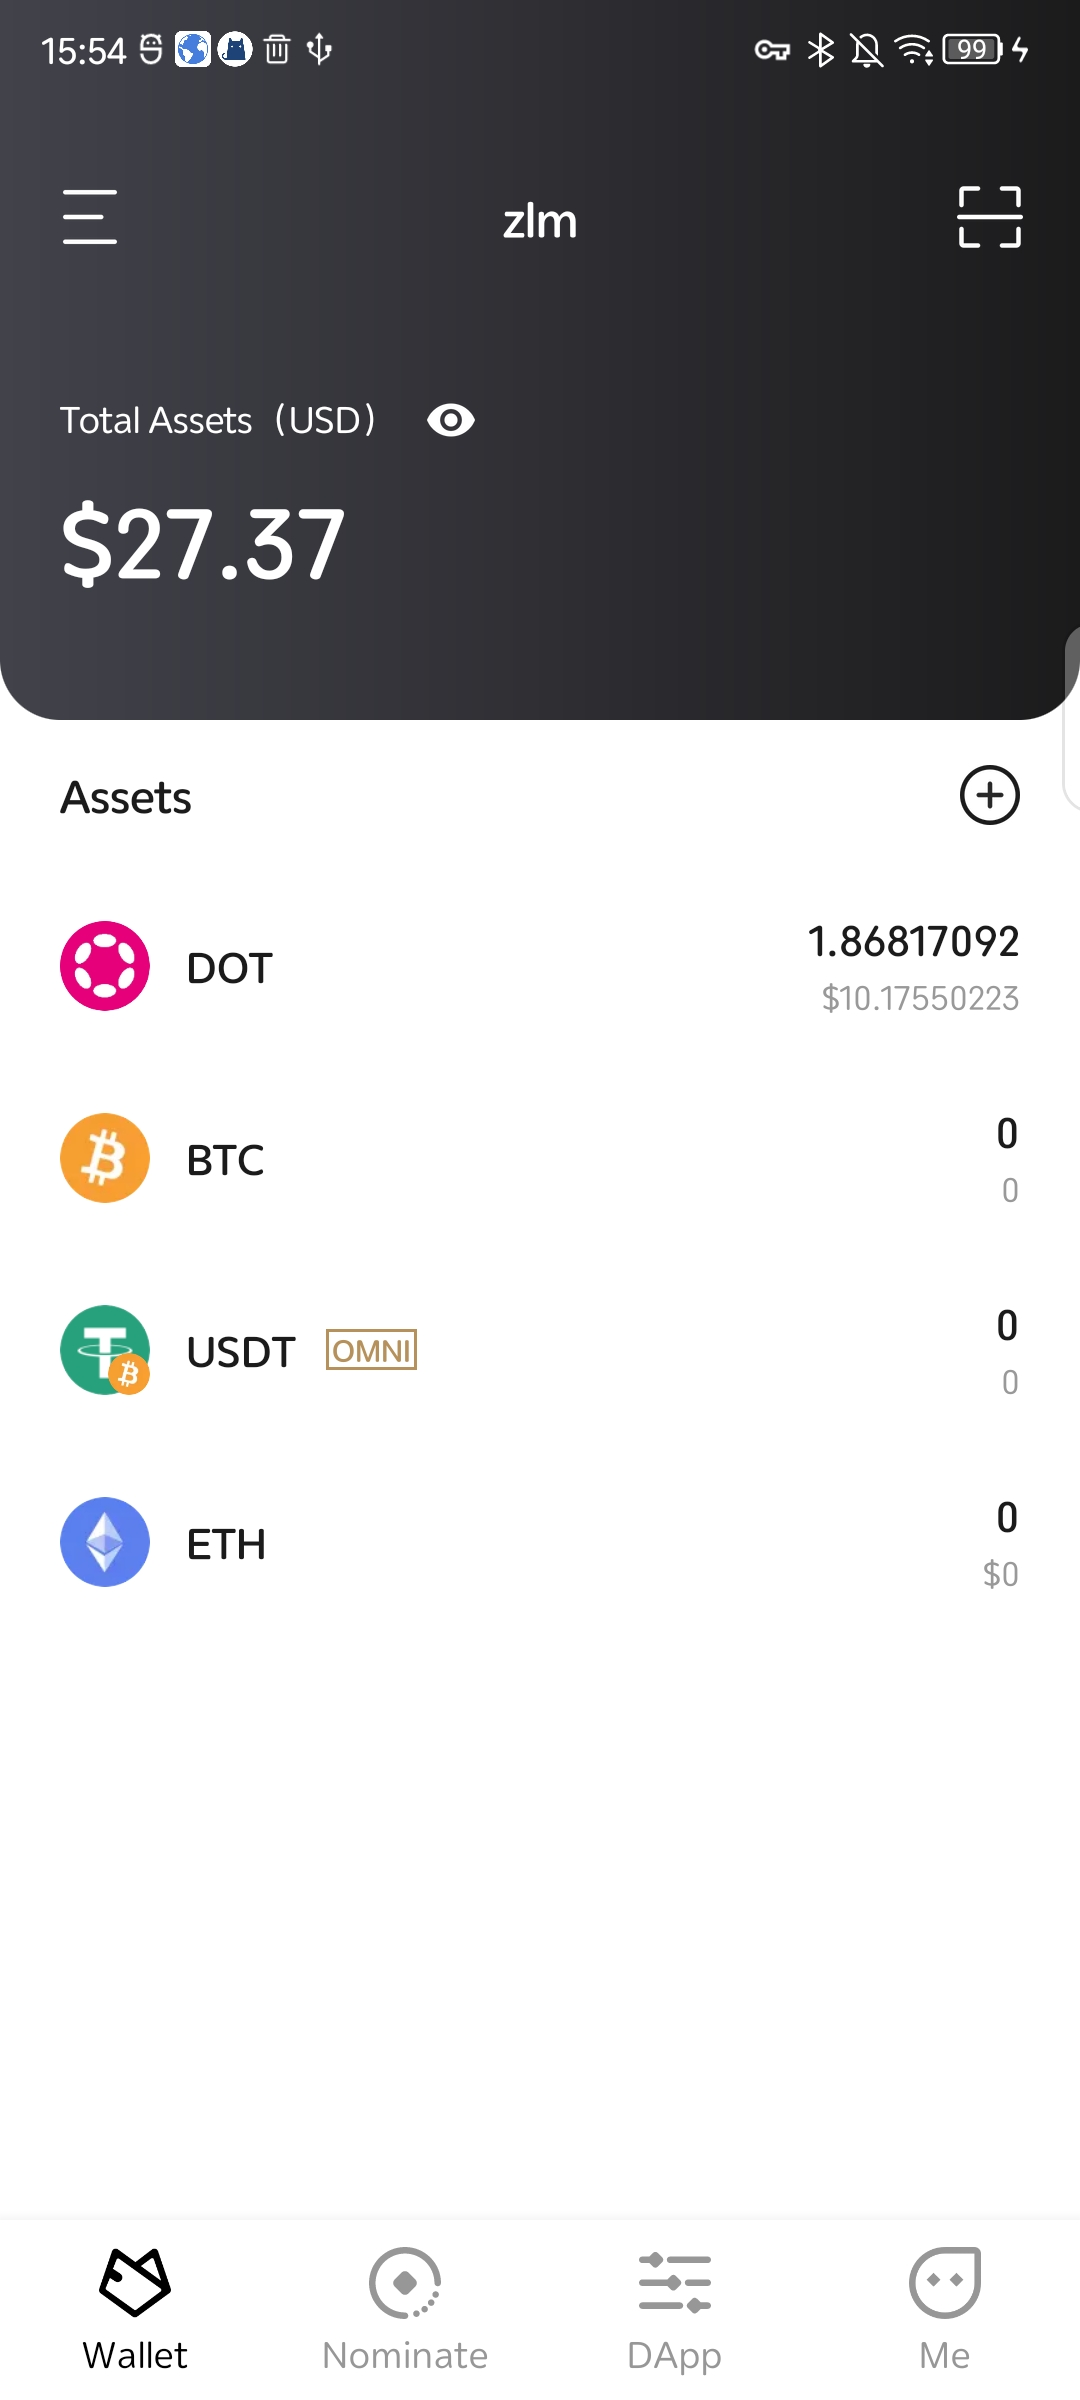 15:54
99
zlm
Total Assets（USD）
$27.37
Assets
DOT
1.86817092
$10.17550223
BTC
0
0
USDT OMNI
0
0
ETH
0
$0
Wallet
Nominate
DApp
Me